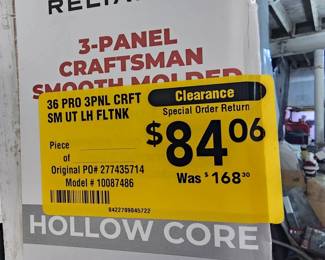 3-PANEL
CRAFTSMAN
SMOOTH MOLDED
36 PRO 3PNL CRFT
SM UT LH FLTNK
Clearance
Special Order Return
$84.06
Was $168.30
Piece
of
Original PO# 277435714
Model # 10087486
0422709045722
HOLLOW CORE